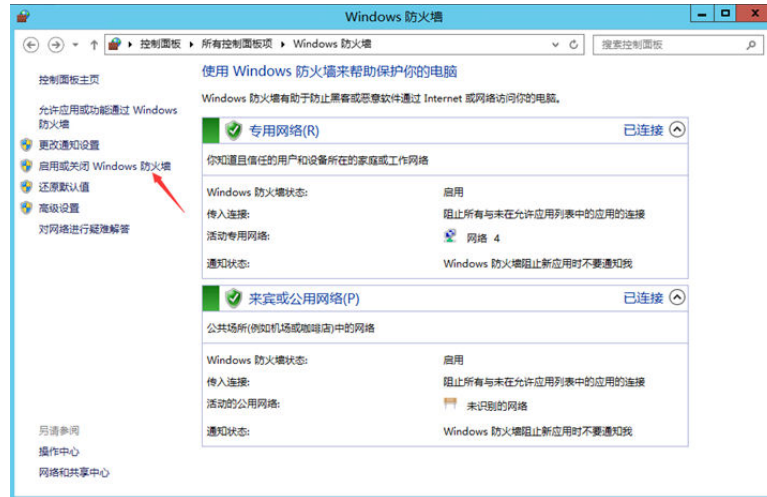 Windows 防火墙
控制面板 所有控制面板项 Windows 防火墙
搜索控制面板
控制面板主页
允许应用或功能通过 Windows
防火墙
更改通知设置
启用或关闭 Windows 防火墙
还原默认值
高级设置
对网络进行疑难解答
另请参阅
操作中心
网络和共享中心
使用 Windows 防火墙来帮助保护你的电脑
Windows 防火墙有助于防止黑客或恶意软件通过 Internet 或网络访问你的电脑。
专用网络(R) 已连接
你知道且信任的用户和设备所在的家庭或工作网络
Windows 防火墙状态: 启用
传入连接: 阻止所有与未在允许应用列表中的应用的连接
活动专用网络: 网络 4
通知状态: Windows 防火墙阻止新应用时不要通知我
来宾或公用网络(P) 已连接
公共场所(例如机场或咖啡店)中的网络
Windows 防火墙状态: 启用
传入连接: 阻止所有与未在允许应用列表中的应用的连接
活动的公用网络: 未识别的网络
通知状态: Windows 防火墙阻止新应用时不要通知我